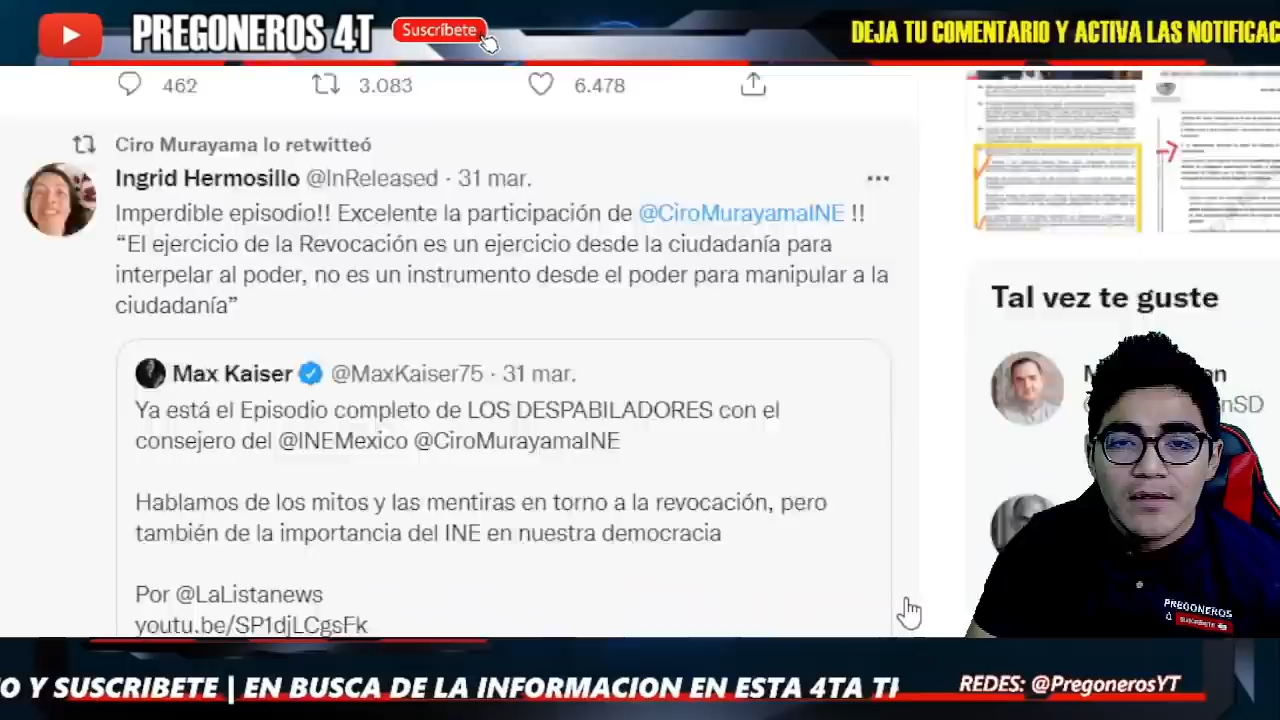 PREGONEROS 4T
Suscríbete
DEJA TU COMENTARIO Y ACTIVA LAS
462
3.083
6.478
Ciro Murayama lo retwitteó
Ingrid Hermosillo @InReleased · 31 mar.
Imperdible episodio!! Excelente la participación de @CiroMurayamaINE !!
“El ejercicio de la Revocación es un ejercicio desde la ciudadanía para
interpelar al poder, no es un instrumento desde el poder para manipular a la
ciudadanía”
Max Kaiser @MaxKaiser75 · 31 mar.
Ya está el Episodio completo de LOS DESPABILADORES con el
consejero del @INEMexico @CiroMurayamaINE
Hablamos de los mitos y las mentiras en torno a la revocación, pero
también de la importancia del INE en nuestra democracia
Por @LaListanews
youtu.be/SP1djLCgsFk
Tal vez te guste
PREGONEROS
SUSCRIBETE
Y SUSCRIBETE | EN BUSCA DE LA INFORMACION EN ESTA 4TA
REDES: @PregonerosYT